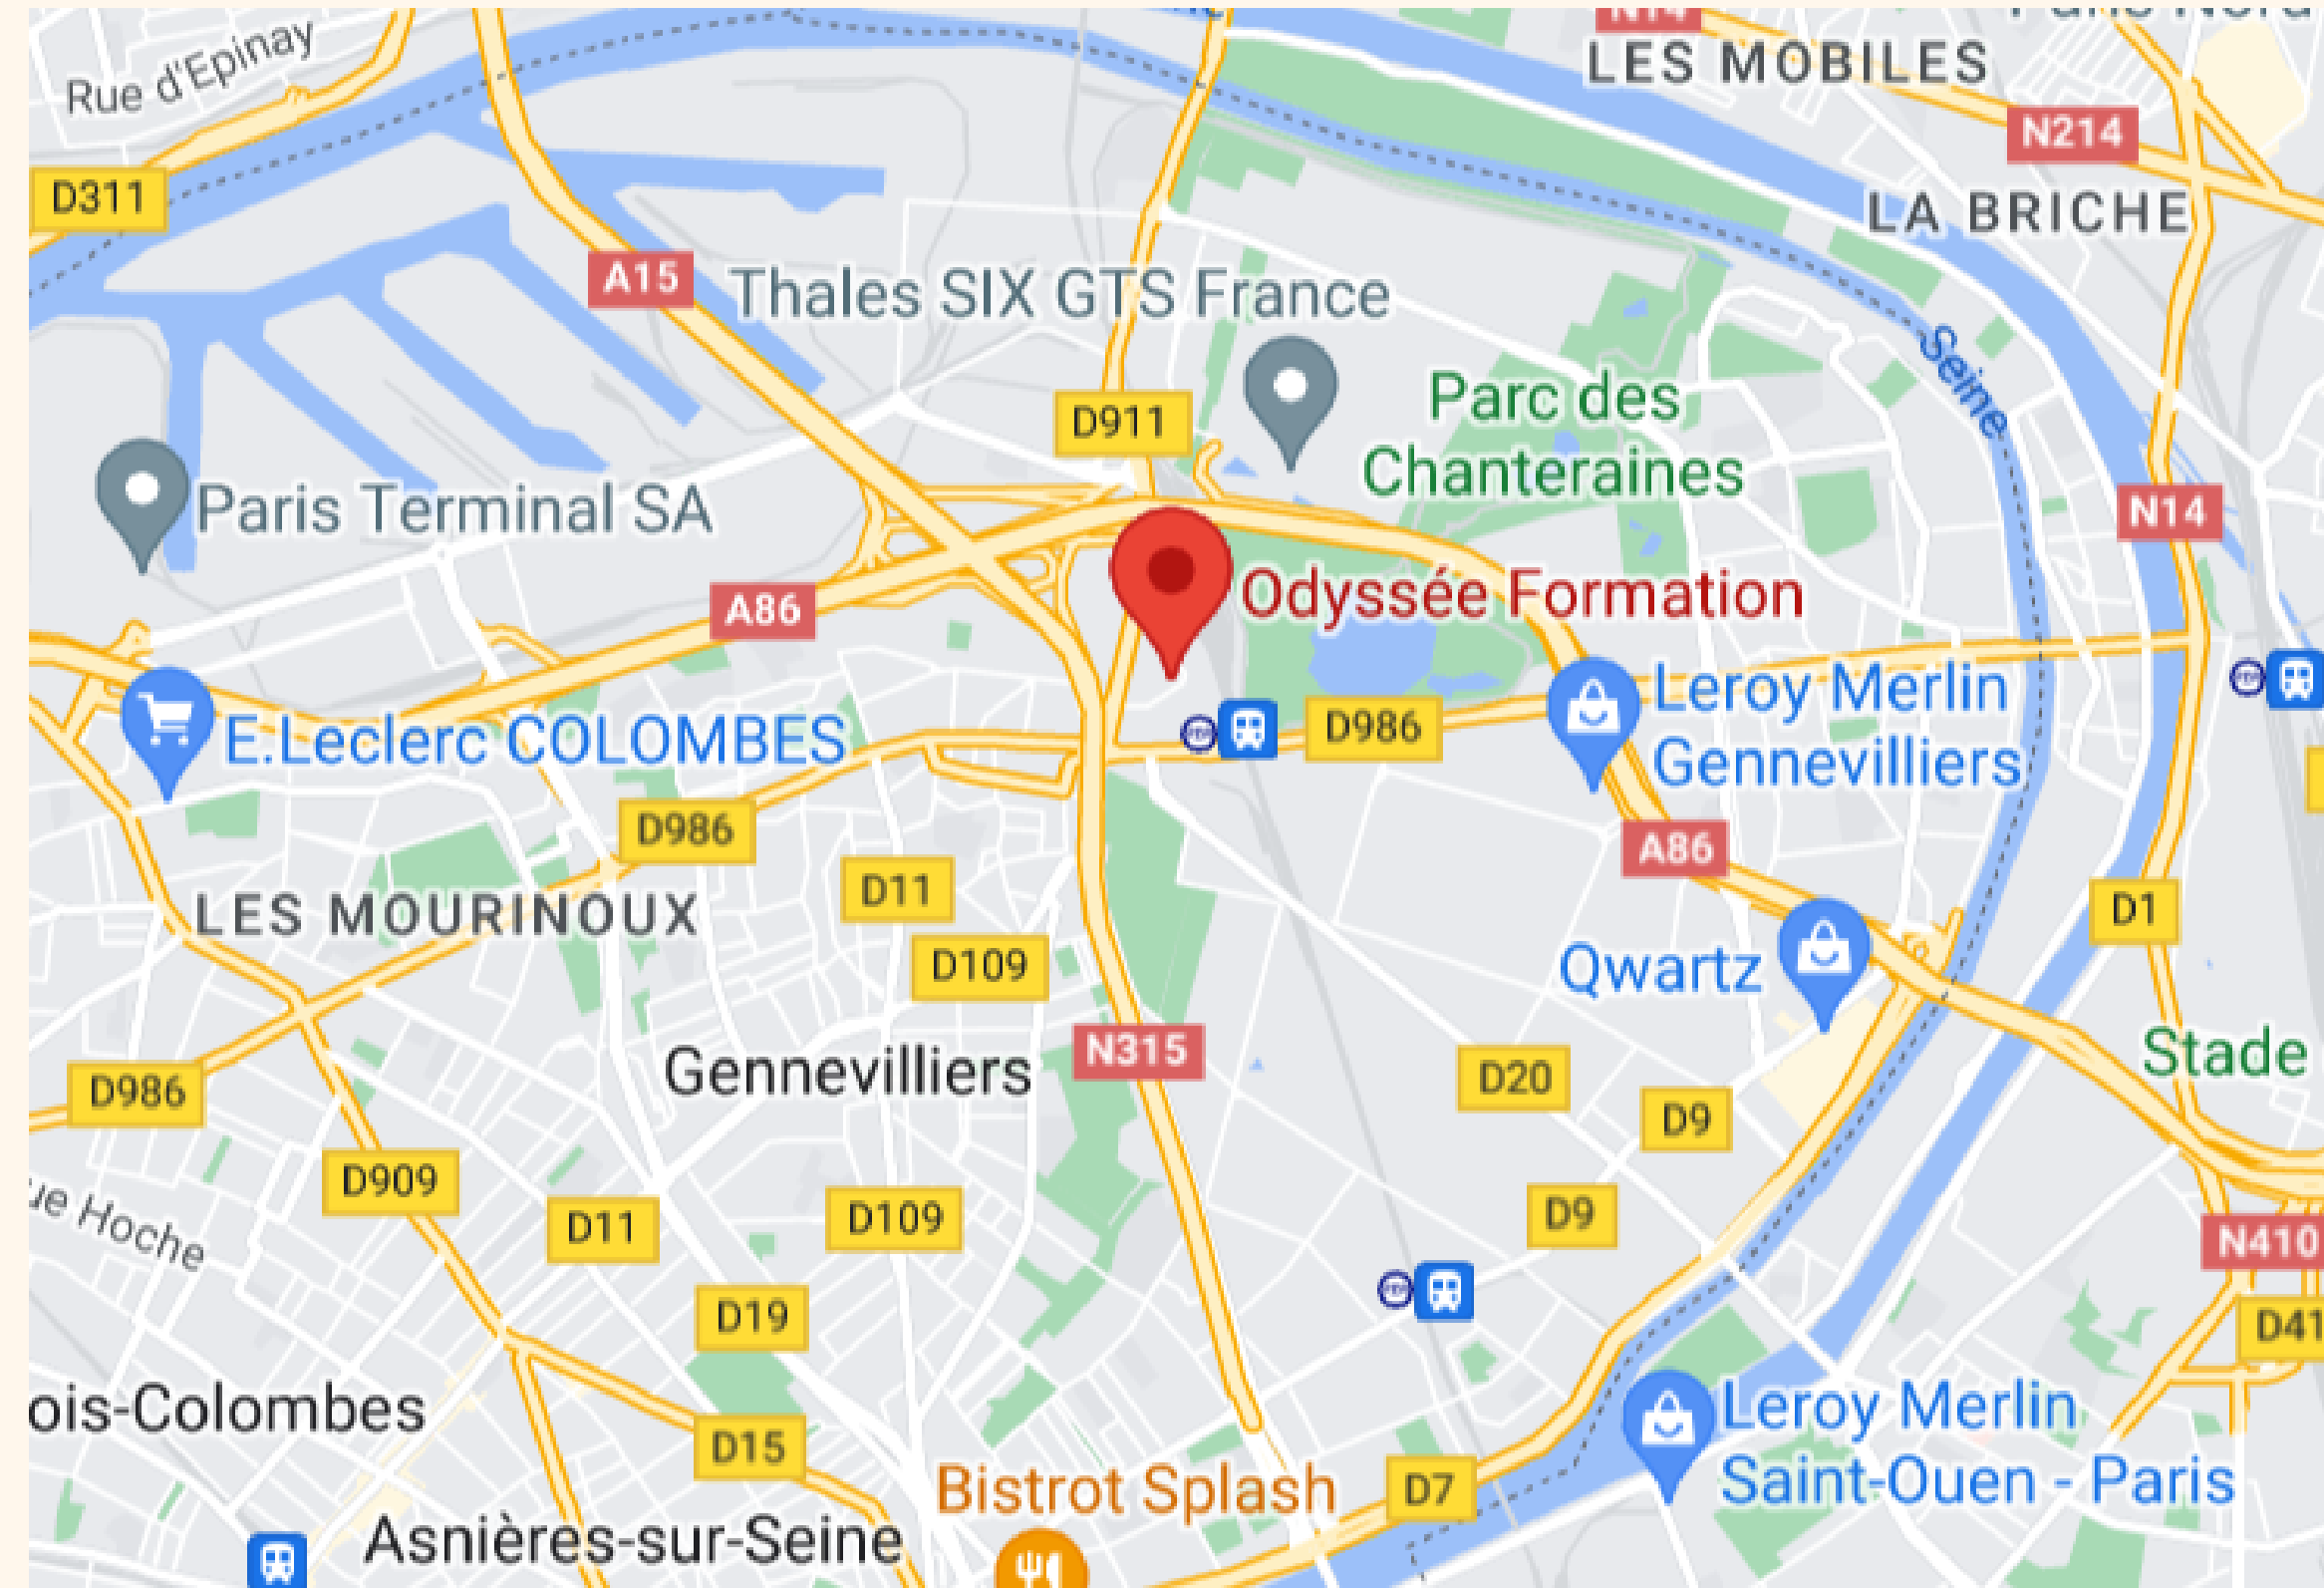 N14
Rue d'Epinay
LES MOBILES
N214
D311
LA BRICHE
A15
Thales SIX GTS France
Seine
Parc des
Chanteraines
D911
Paris Terminal SA
N14
A86
Odyssée Formation
Leroy Merlin
Gennevilliers
E.Leclerc COLOMBES
D986
D986
A86
D11
LES MOURINOUX
D1
D109
Qwartz
N315
Stade
Gennevilliers
D20
D986
D9
D909
D9
ue Hoche
D11
D109
N410
D19
D41
ois-Colombes
Leroy Merlin
Saint-Ouen - Paris
D15
Bistrot Splash
D7
Asnières-sur-Seine